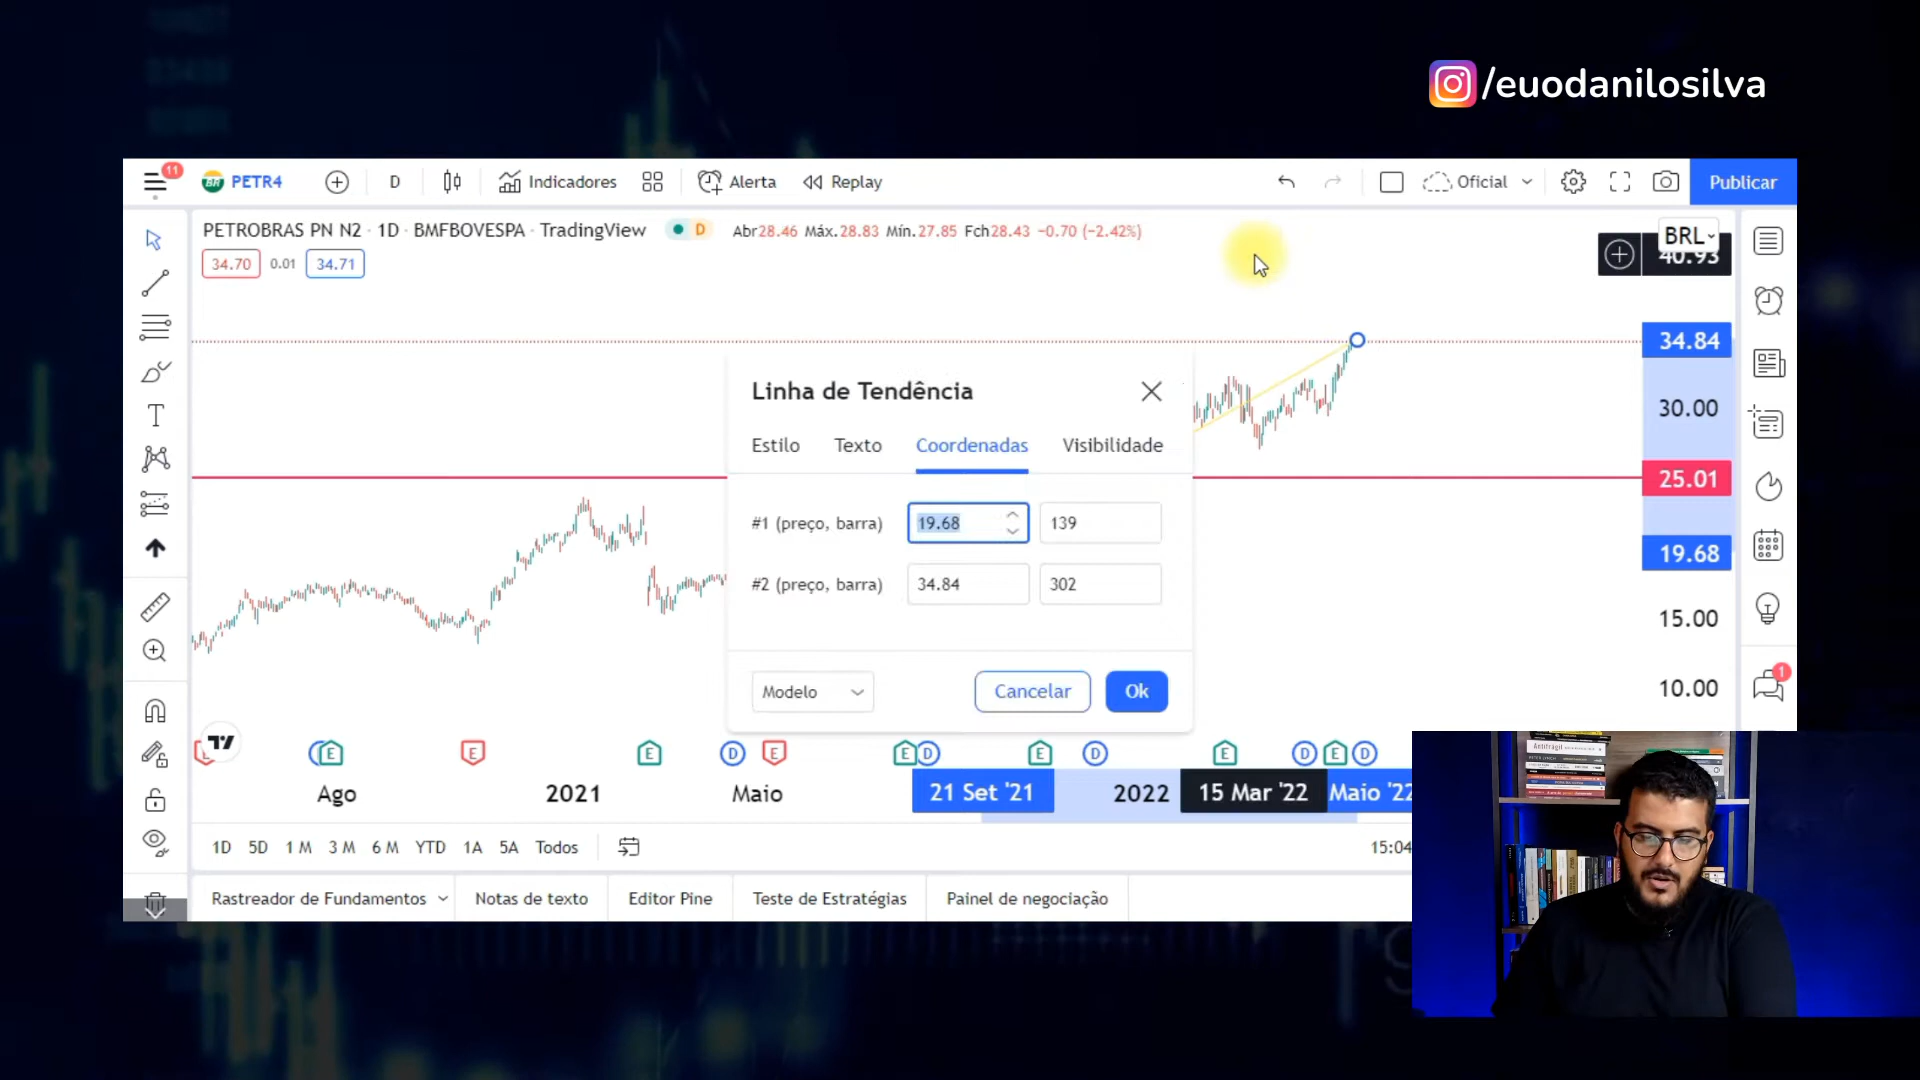 /euodanilosilva
11
PETR4
D
Indicadores
Alerta
Replay
Oficial
Publicar
PETROBRAS PN N2 · 1D · BMFBOVESPA · TradingView
D
Abr28.46 Máx.28.83 Mín.27.85 Fch28.43 −0.70 (−2.42%)
BRL
40.93
34.70
0.01
34.71
34.84
30.00
25.01
19.68
15.00
10.00
Linha de Tendência
Estilo
Texto
Coordenadas
Visibilidade
#1 (preço, barra)
19.68
139
#2 (preço, barra)
34.84
302
Modelo
Cancelar
Ok
1
E
E
E
D
E
E
D
E
D
E
D
E
D
Ago
2021
Maio
21 Set '21
2022
15 Mar '22
Maio '22
1D 5D 1 M 3 M 6 M YTD 1A 5A Todos
15:04
Rastreador de Fundamentos
Notas de texto
Editor Pine
Teste de Estratégias
Painel de negociação
Antifrágil